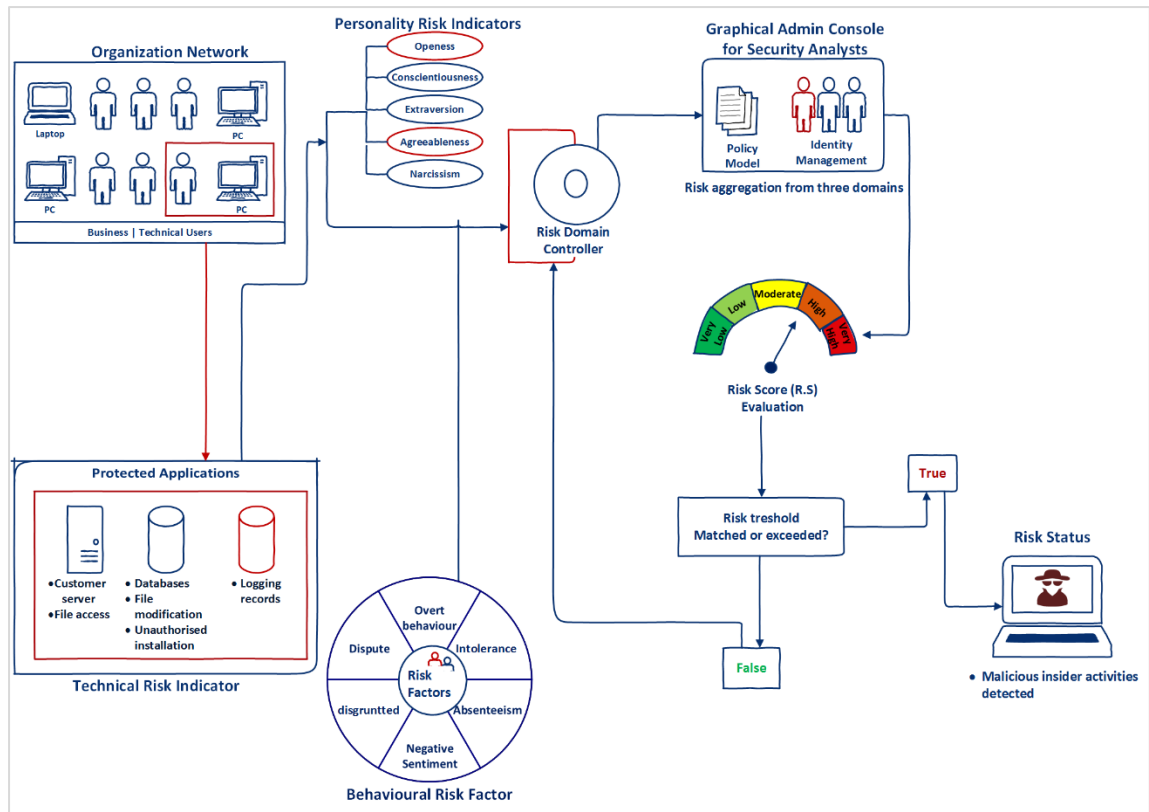 Organization Network
Laptop
PC
PC
PC
Business | Technical Users
Personality Risk Indicators
Openess
Conscientiousness
Extraversion
Agreeableness
Narcissism
Risk Domain
Controller
Graphical Admin Console
for Security Analysts
Policy
Model
Identity
Management
Risk aggregation from three domains
Very
Low
Low
Moderate
High
Very
High
Risk Score (R.S)
Evaluation
Risk treshold
Matched or exceeded?
True
False
Risk Status
• Malicious insider activities
detected
Protected Applications
•Customer
server
•File access
• Databases
• File
modification
• Unauthorised
installation
• Logging
records
Technical Risk Indicator
Overt
behaviour
Intolerance
Absenteeism
Negative
Sentiment
disgruntted
Dispute
Risk
Factors
Behavioural Risk Factor